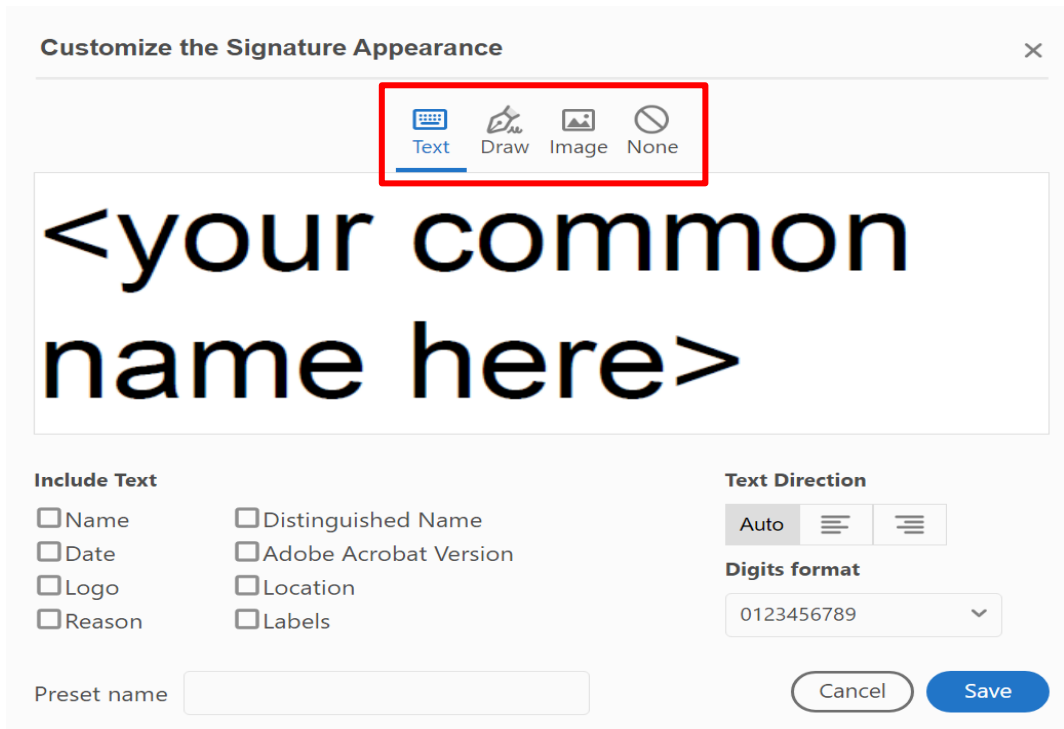 Customize the Signature Appearance
Text Draw Image None
<your common
name here>
Include Text
Name Distinguished Name
Date Adobe Acrobat Version
Logo Location
Reason Labels
Text Direction
Auto
Digits format
0123456789
Preset name
Cancel Save